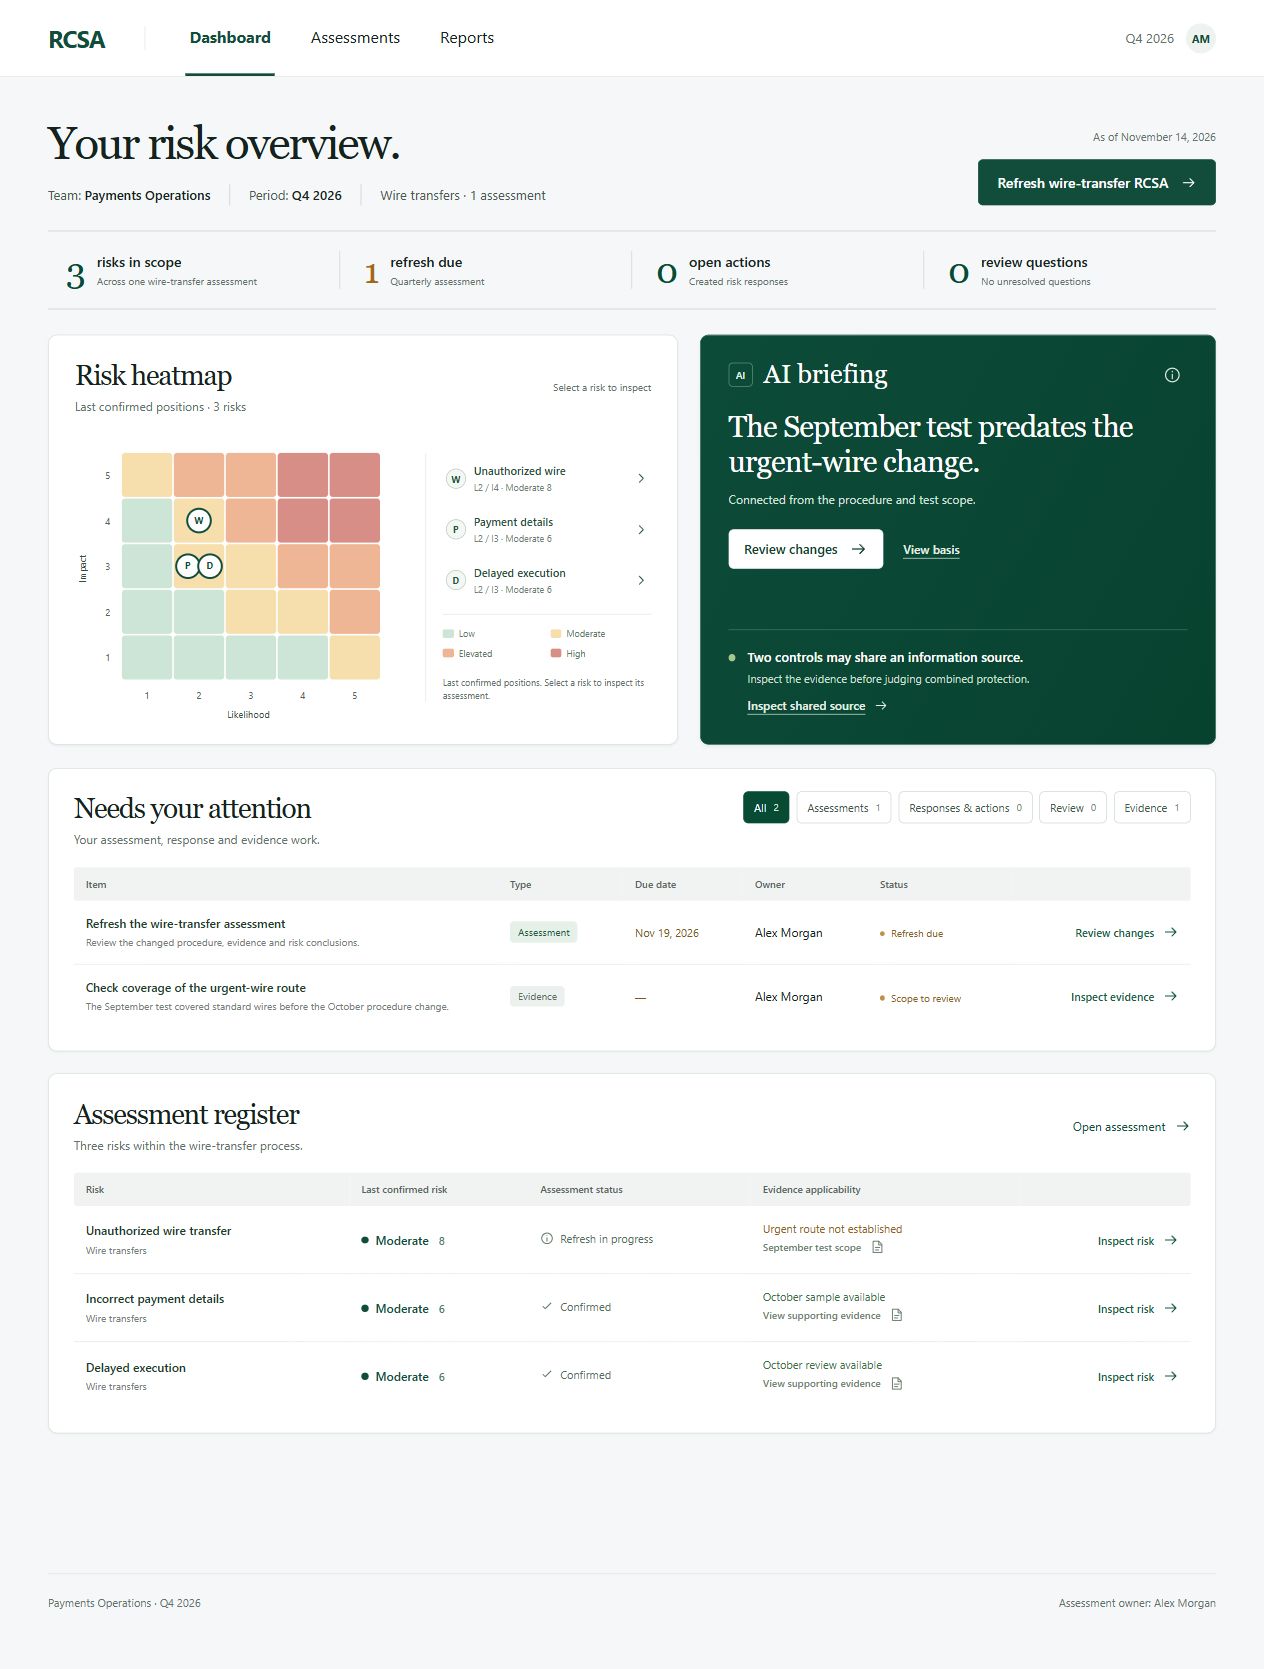 RCSA
Dashboard
Assessments
Reports
Q4 2026
AM
Your risk overview.
As of November 14, 2026
Team: Payments Operations
Period: Q4 2026
Wire transfers · 1 assessment
Refresh wire-transfer RCSA →
3
risks in scope
Across one wire-transfer assessment
1
refresh due
Quarterly assessment
0
open actions
Created risk responses
0
review questions
No unresolved questions
Risk heatmap
Last confirmed positions · 3 risks
Select a risk to inspect
Impact
5
4
3
2
1
W
P
D
1
2
3
4
5
Likelihood
W
Unauthorized wire
L2 / I4 · Moderate 8
P
Payment details
L2 / I3 · Moderate 6
D
Delayed execution
L2 / I3 · Moderate 6
Low
Moderate
Elevated
High
Last confirmed positions. Select a risk to inspect its
assessment.
AI
AI briefing
The September test predates the
urgent-wire change.
Connected from the procedure and test scope.
Review changes →
View basis
Two controls may share an information source.
Inspect the evidence before judging combined protection.
Inspect shared source →
Needs your attention
Your assessment, response and evidence work.
All 2
Assessments 1
Responses & actions 0
Review 0
Evidence 1
Item
Type
Due date
Owner
Status
Refresh the wire-transfer assessment
Review the changed procedure, evidence and risk conclusions.
Assessment
Nov 19, 2026
Alex Morgan
Refresh due
Review changes →
Check coverage of the urgent-wire route
The September test covered standard wires before the October procedure change.
Evidence
—
Alex Morgan
Scope to review
Inspect evidence →
Assessment register
Three risks within the wire-transfer process.
Open assessment →
Risk
Last confirmed risk
Assessment status
Evidence applicability
Unauthorized wire transfer
Wire transfers
Moderate 8
Refresh in progress
Urgent route not established
September test scope
Inspect risk →
Incorrect payment details
Wire transfers
Moderate 6
Confirmed
October sample available
View supporting evidence
Inspect risk →
Delayed execution
Wire transfers
Moderate 6
Confirmed
October review available
View supporting evidence
Inspect risk →
Payments Operations · Q4 2026
Assessment owner: Alex Morgan